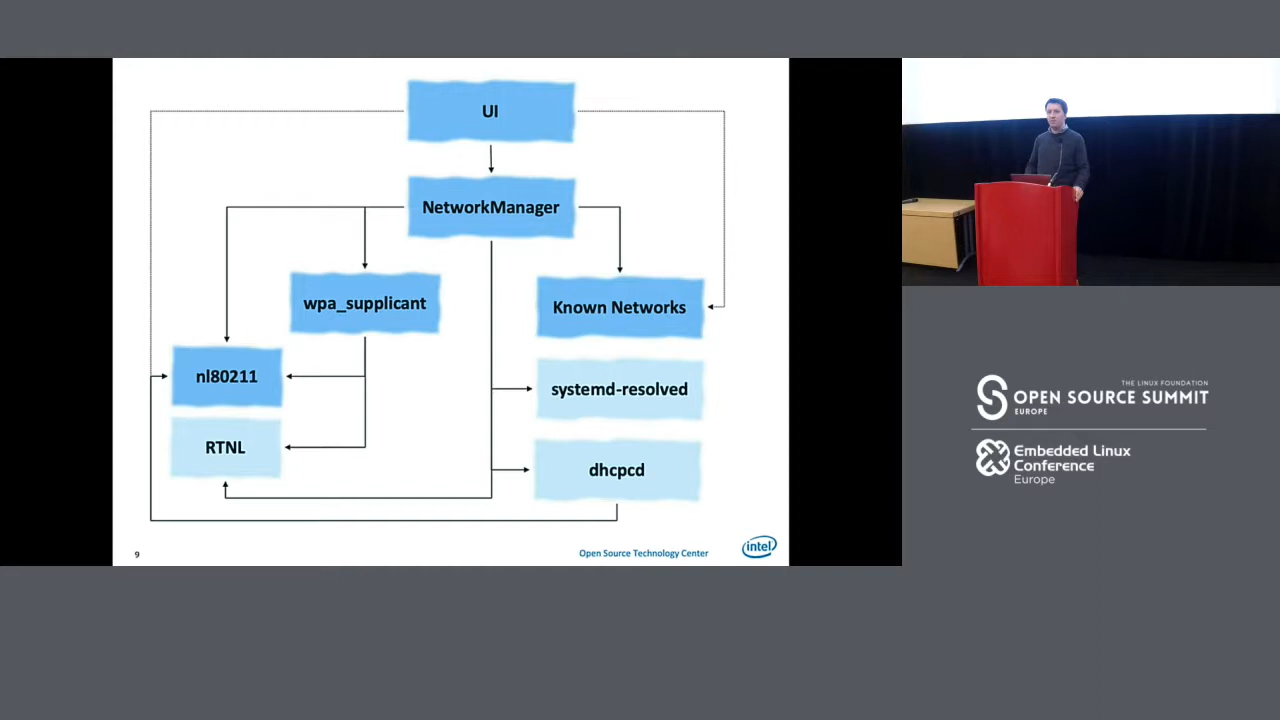 UI
NetworkManager
wpa_supplicant
Known Networks
nl80211
systemd-resolved
RTNL
dhcpcd
9
Open Source Technology Center
intel
THE LINUX FOUNDATION
OPEN SOURCE SUMMIT
EUROPE
Embedded Linux
Conference
Europe